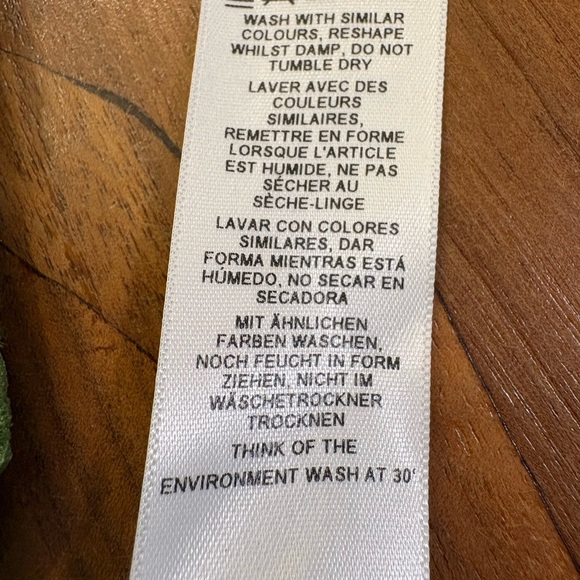 WASH WITH SIMILAR
COLOURS, RESHAPE
WHILST DAMP, DO NOT
TUMBLE DRY
LAVER AVEC DES
COULEURS
SIMILAIRES,
REMETTRE EN FORME
LORSQUE L'ARTICLE
EST HUMIDE, NE PAS
SÉCHER AU
SÈCHE-LINGE
LAVAR CON COLORES
SIMILARES, DAR
FORMA MIENTRAS ESTÁ
HÚMEDO, NO SECAR EN
SECADORA
MIT ÄHNLICHEN
FARBEN WASCHEN,
NOCH FEUCHT IN FORM
ZIEHEN, NICHT IM
WÄSCHETROCKNER
TROCKNEN
THINK OF THE
ENVIRONMENT WASH AT 30'